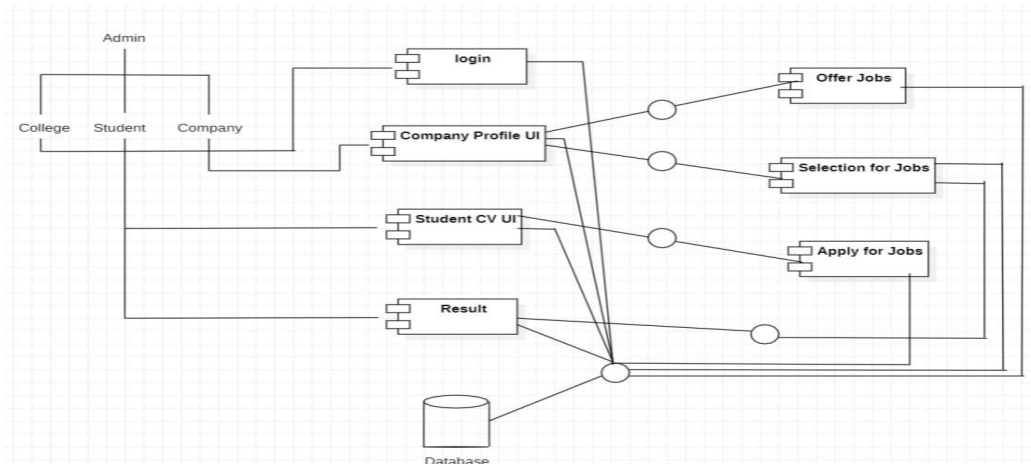 Admin
College Student Company
login
Company Profile UI
Student CV UI
Result
Offer Jobs
Selection for Jobs
Apply for Jobs
Database